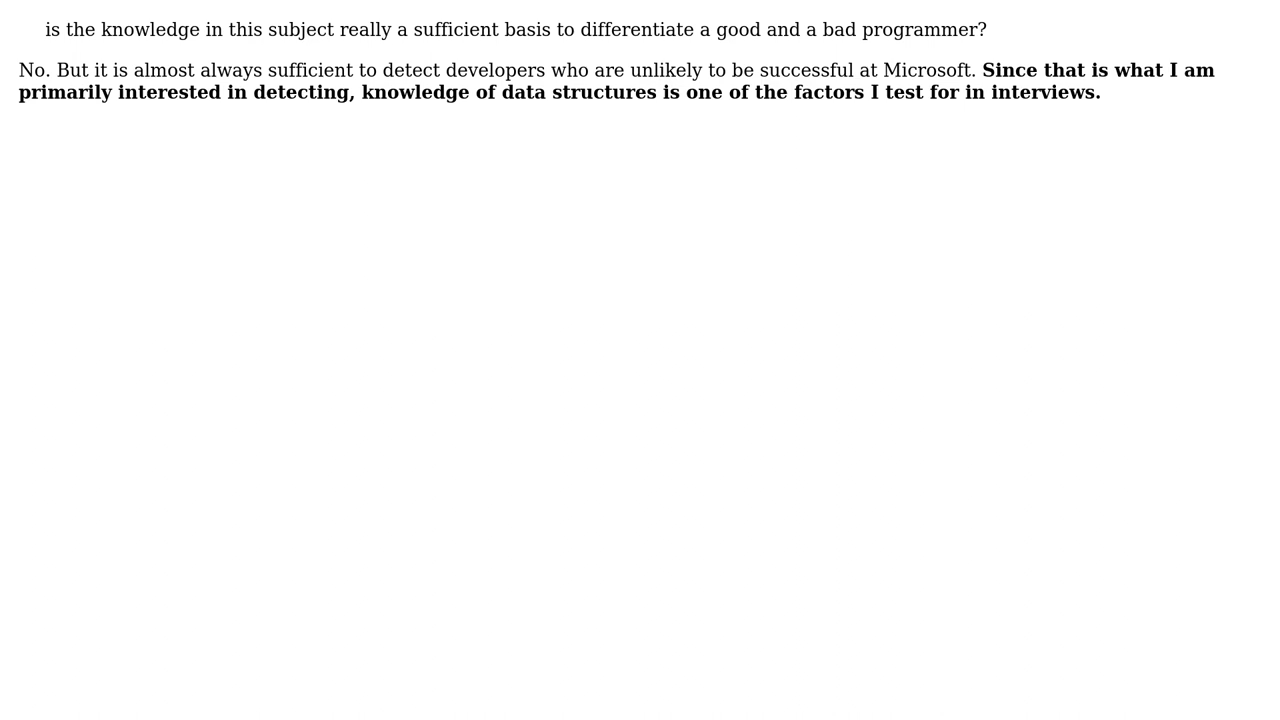 is the knowledge in this subject really a sufficient basis to differentiate a good and a bad programmer?
No. But it is almost always sufficient to detect developers who are unlikely to be successful at Microsoft. Since that is what I am
primarily interested in detecting, knowledge of data structures is one of the factors I test for in interviews.